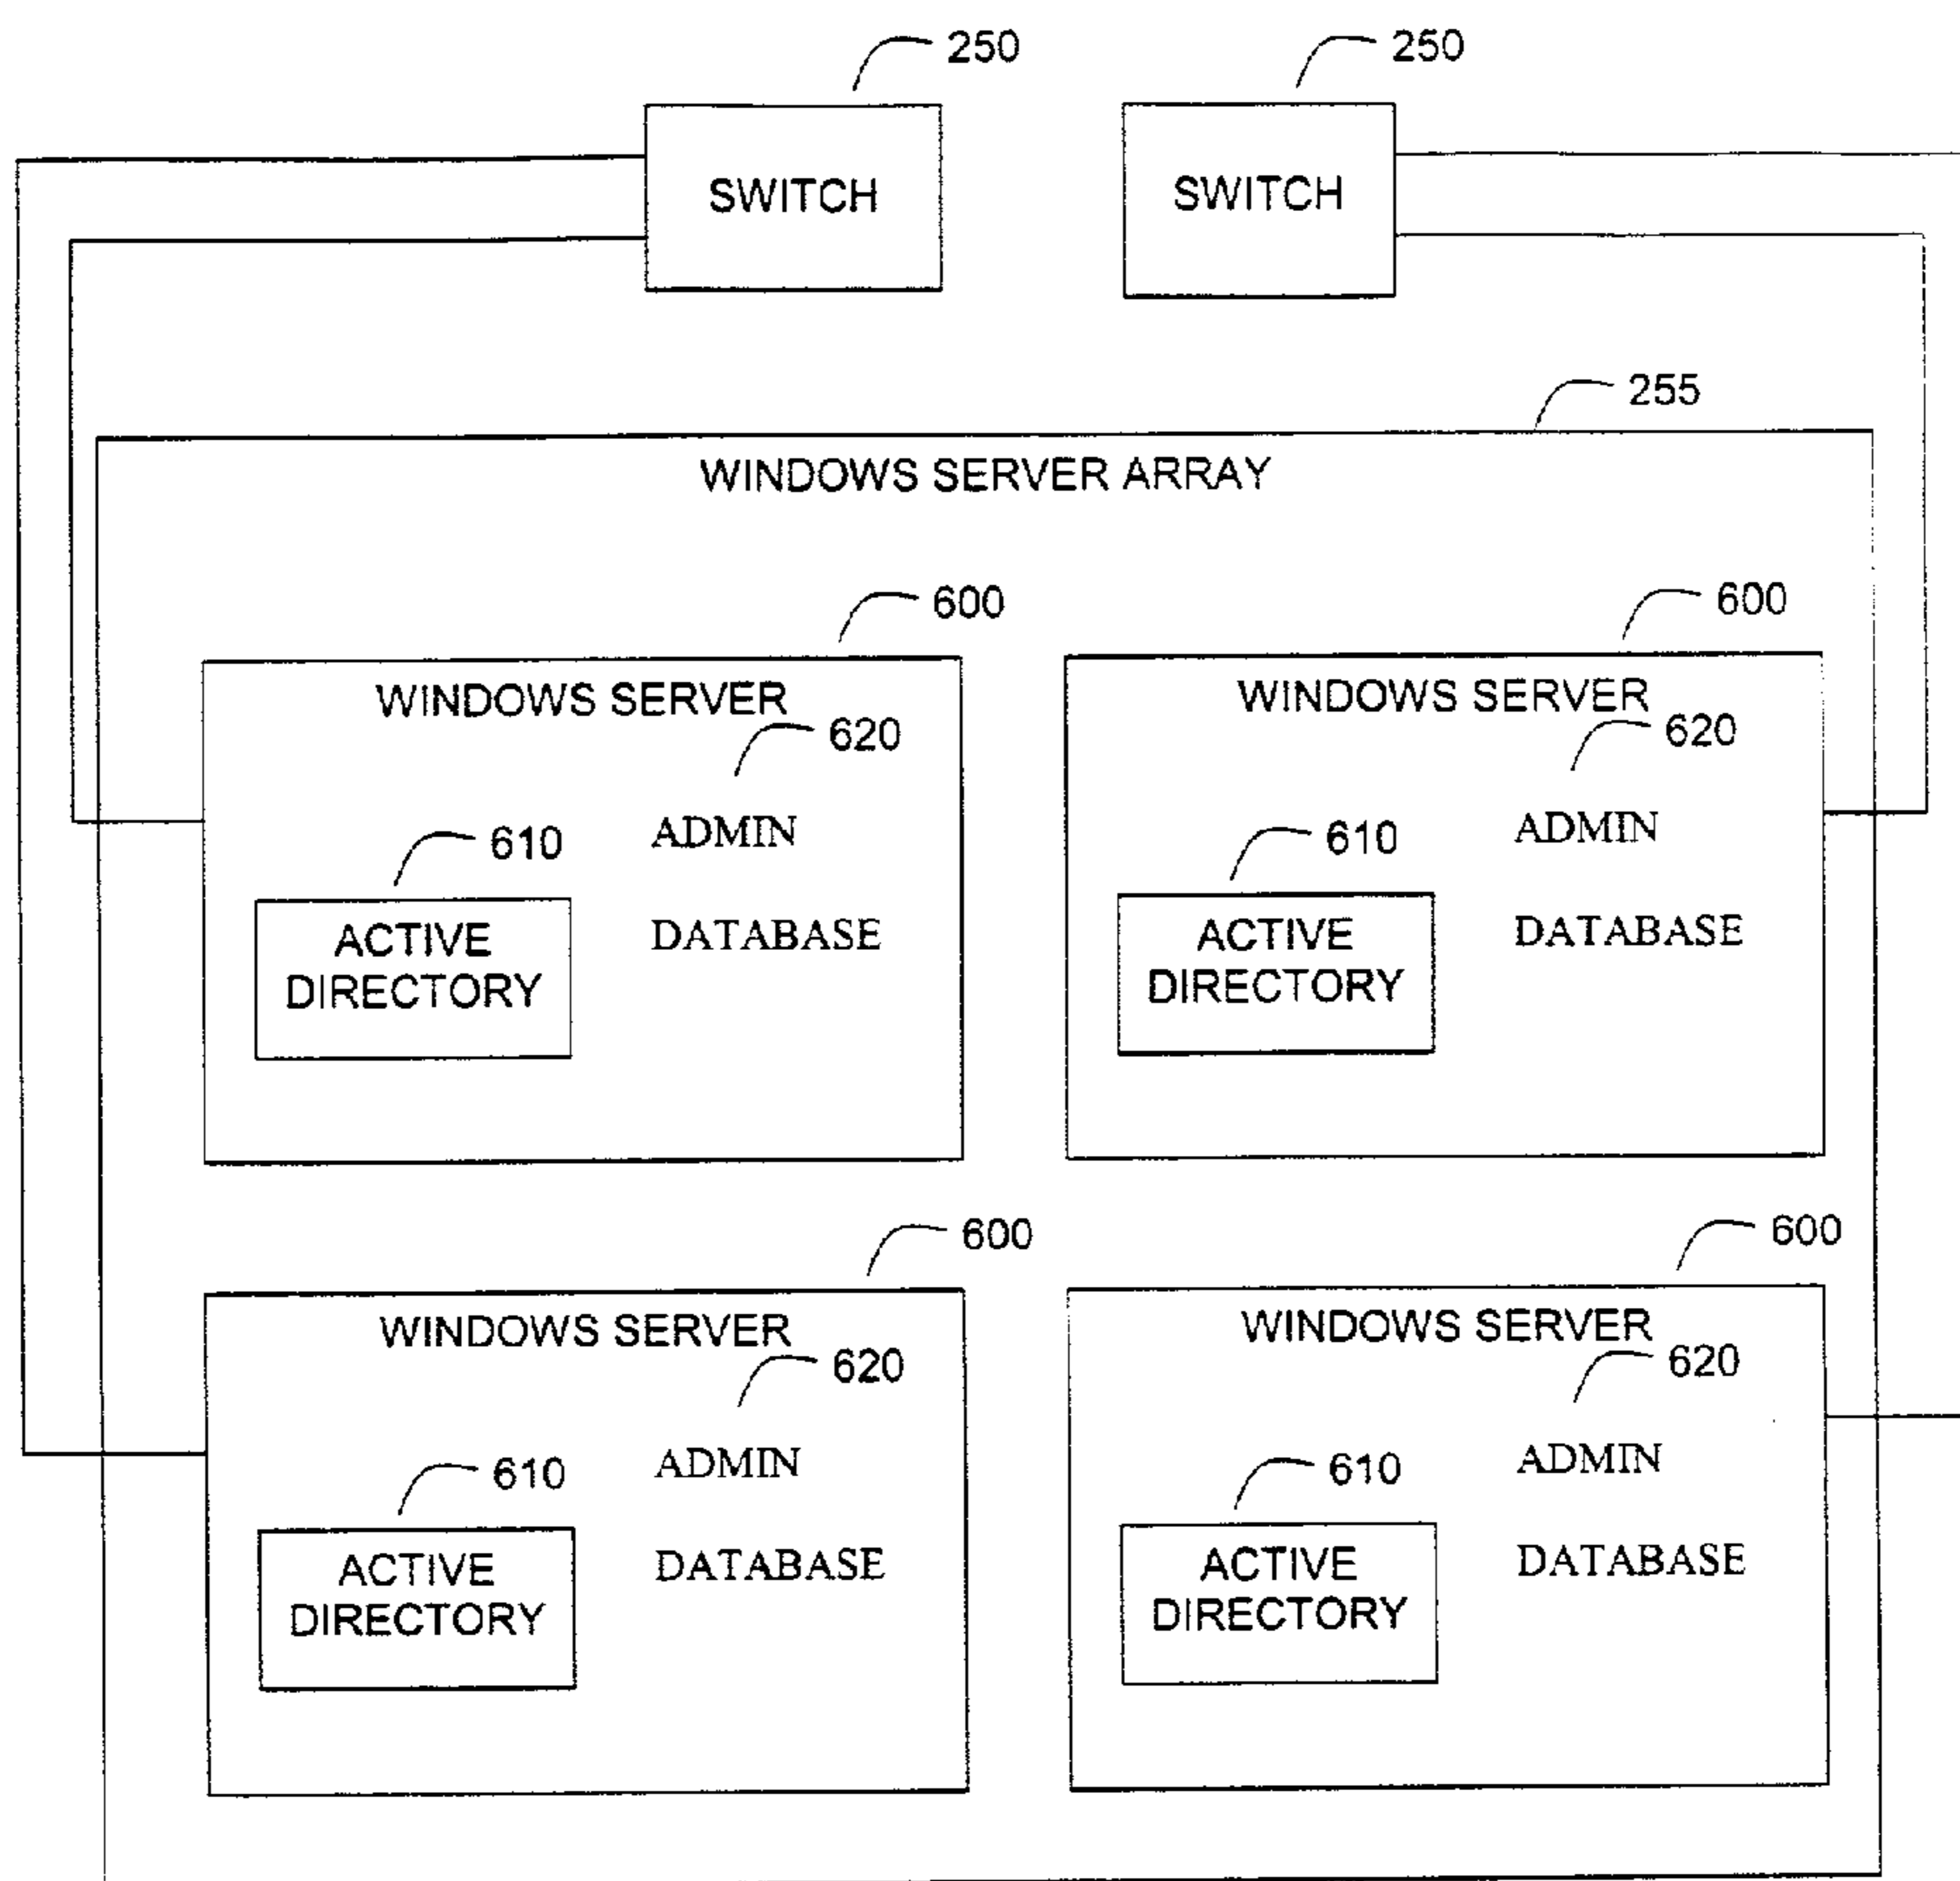 250
250
SWITCH
SWITCH
255
WINDOWS SERVER ARRAY
600
600
WINDOWS SERVER
620
610
ADMIN
ACTIVE
DIRECTORY
DATABASE
WINDOWS SERVER
620
610
ADMIN
ACTIVE
DIRECTORY
DATABASE
600
600
WINDOWS SERVER
620
610
ADMIN
ACTIVE
DIRECTORY
DATABASE
WINDOWS SERVER
620
610
ADMIN
ACTIVE
DIRECTORY
DATABASE